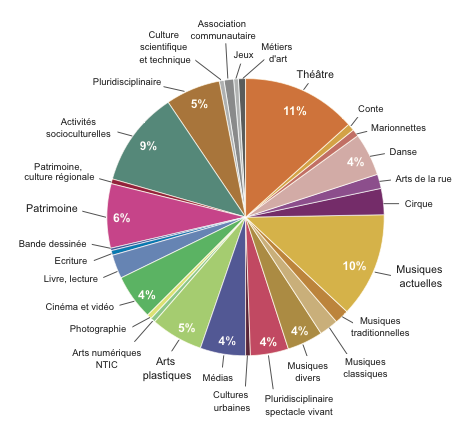 Association
communautaire
Culture
scientifique
et technique
Jeux
Métiers
d'art
Pluridisciplinaire
Théâtre
5%
11%
Conte
Marionnettes
Activités
socioculturelles
9%
4%
Danse
Patrimoine,
culture régionale
Arts de la rue
Cirque
Patrimoine
6%
Bande dessinée
Ecriture
Livre, lecture
10%
Musiques
actuelles
Cinéma et vidéo
4%
Photographie
5%
4%
4%
4%
Musiques
traditionnelles
Arts numériques
NTIC
Arts
plastiques
Médias
Cultures
urbaines
Pluridisciplinaire
spectacle vivant
Musiques
divers
Musiques
classiques